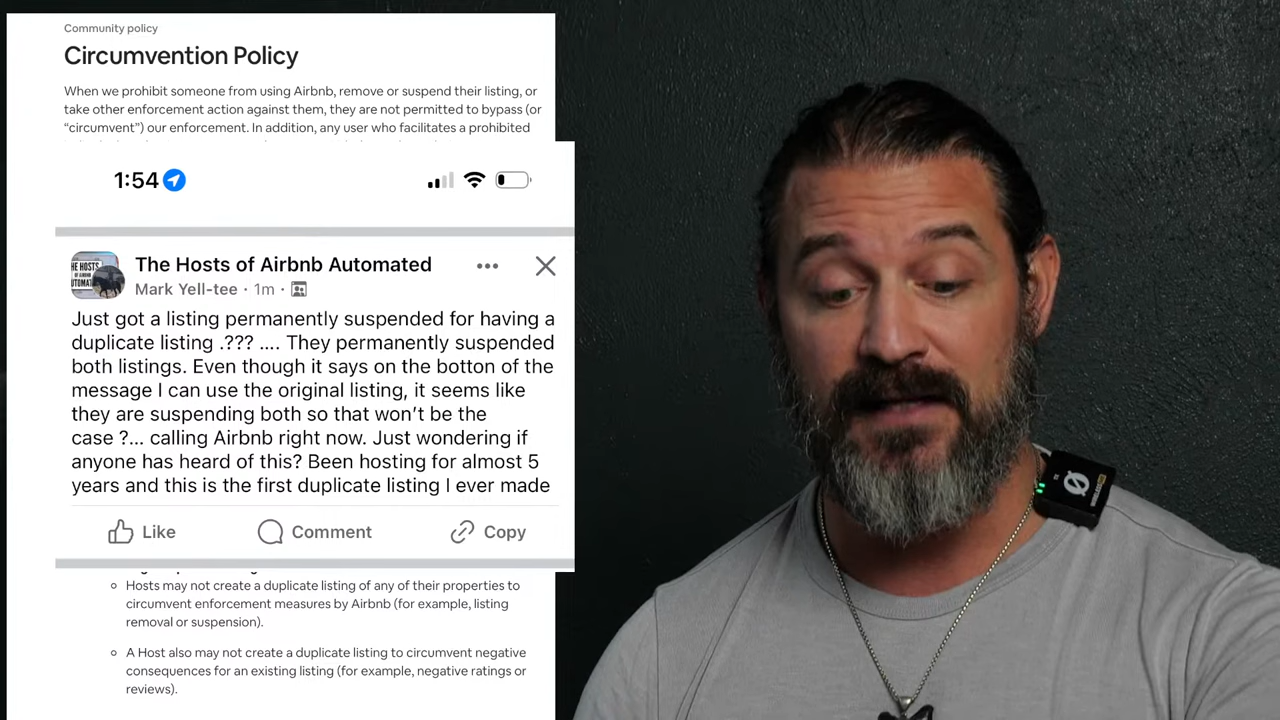 Community policy
Circumvention Policy
When we prohibit someone from using Airbnb, remove or suspend their listing, or
take other enforcement action against them, they are not permitted to bypass (or
“circumvent”) our enforcement. In addition, any user who facilitates a prohibited
1:54
THE HOSTS
The Hosts of Airbnb Automated
Mark Yell-tee · 1m ·
Just got a listing permanently suspended for having a
duplicate listing .??? .... They permanently suspended
both listings. Even though it says on the botton of the
message I can use the original listing, it seems like
they are suspending both so that won’t be the
case ?... calling Airbnb right now. Just wondering if
anyone has heard of this? Been hosting for almost 5
years and this is the first duplicate listing I ever made
Like
Comment
Copy
Hosts may not create a duplicate listing of any of their properties to
circumvent enforcement measures by Airbnb (for example, listing
removal or suspension).
A Host also may not create a duplicate listing to circumvent negative
consequences for an existing listing (for example, negative ratings or
reviews).